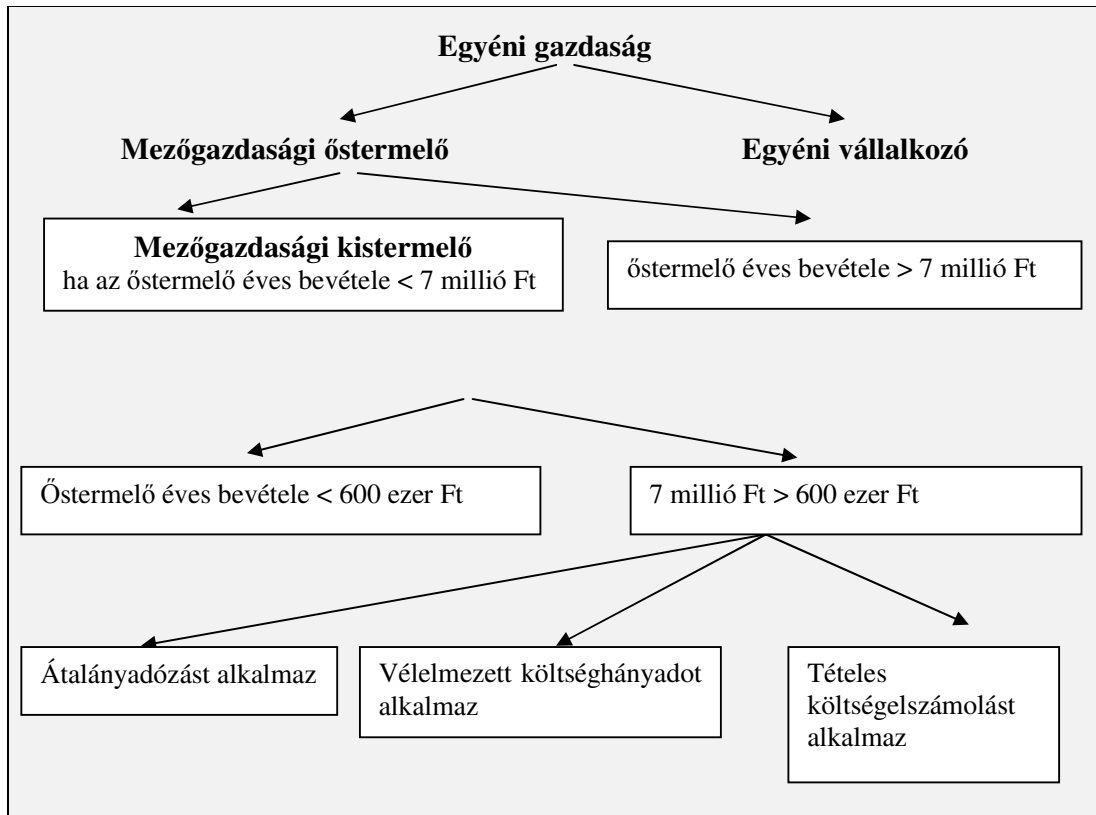 Egyéni gazdaság
Mezőgazdasági őstermelő
Egyéni vállalkozó
Mezőgazdasági kistermelő
ha az őstermelő éves bevétele < 7 millió Ft
őstermelő éves bevétele > 7 millió Ft
Őstermelő éves bevétele < 600 ezer Ft
7 millió Ft > 600 ezer Ft
Átalányadózást alkalmaz
Vélelmezett költséghányadot
alkalmaz
Tételes
költségelszámolást
alkalmaz